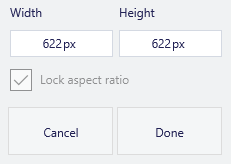 Width Height
622px 622px
Lock aspect ratio
Cancel Done